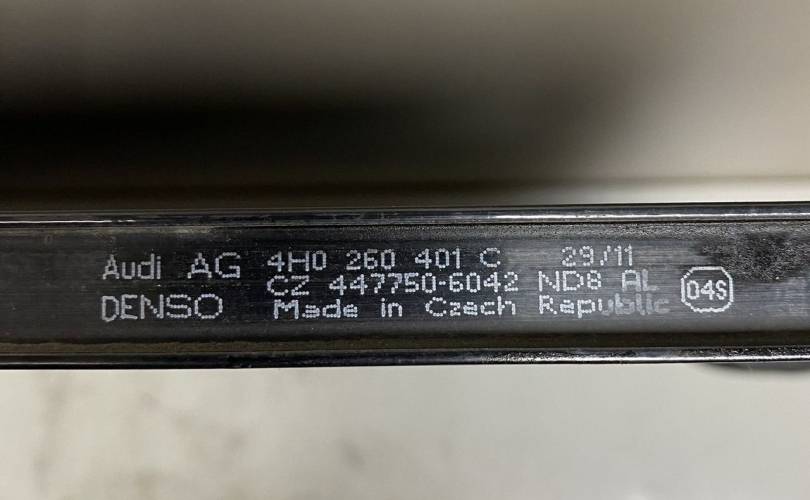 Audi AG 4H0 260 401 C 29/11
CZ 447750-6042 ND8 AL
DENSO Made in Czech Republic
04S